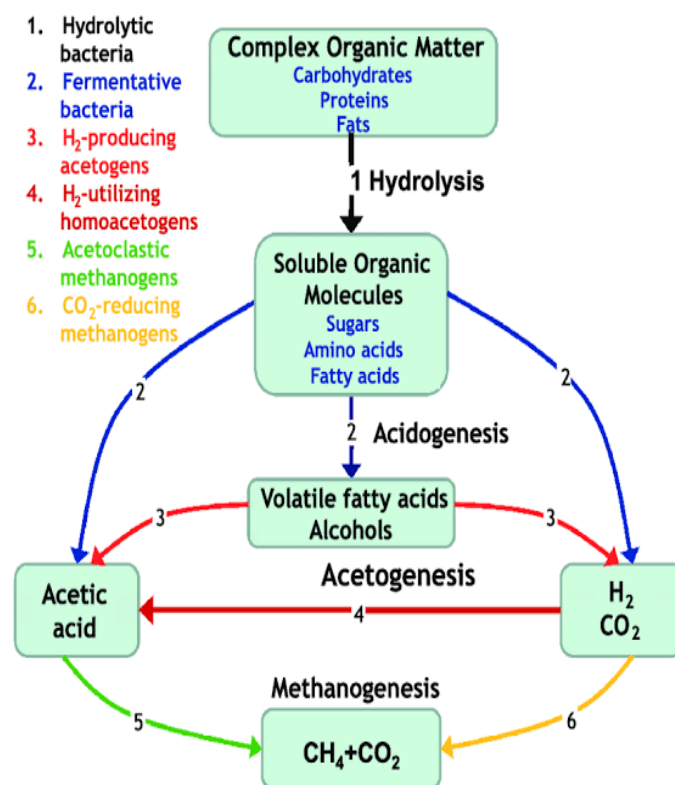 1. Hydrolytic
bacteria
2. Fermentative
bacteria
3. H₂-producing
acetogens
4. H₂-utilizing
homoacetogens
5. Acetoclastic
methanogens
6. CO₂-reducing
methanogens
Complex Organic Matter
Carbohydrates
Proteins
Fats
1 Hydrolysis
Soluble Organic
Molecules
Sugars
Amino acids
Fatty acids
2
2
2 Acidogenesis
Volatile fatty acids
Alcohols
3
3
Acetic
acid
Acetogenesis
4
H₂
CO₂
Methanogenesis
5
6
CH₄+CO₂